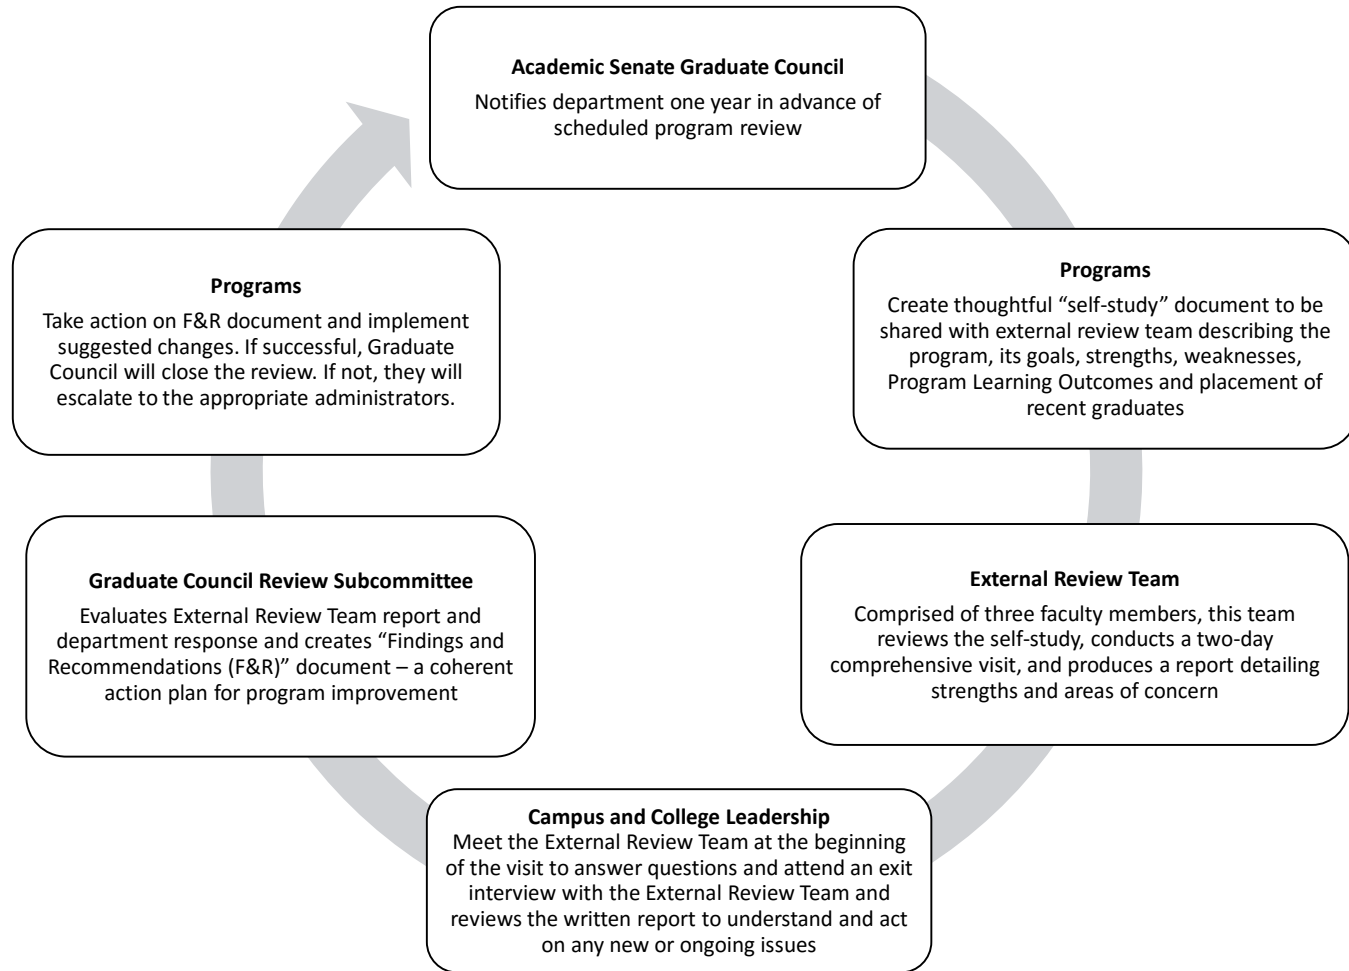 Academic Senate Graduate Council
Notifies department one year in advance of
scheduled program review
Programs
Create thoughtful “self-study” document to be
shared with external review team describing the
program, its goals, strengths, weaknesses,
Program Learning Outcomes and placement of
recent graduates
External Review Team
Comprised of three faculty members, this team
reviews the self-study, conducts a two-day
comprehensive visit, and produces a report detailing
strengths and areas of concern
Campus and College Leadership
Meet the External Review Team at the beginning
of the visit to answer questions and attend an exit
interview with the External Review Team and
reviews the written report to understand and act
on any new or ongoing issues
Graduate Council Review Subcommittee
Evaluates External Review Team report and
department response and creates “Findings and
Recommendations (F&R)” document – a coherent
action plan for program improvement
Programs
Take action on F&R document and implement
suggested changes. If successful, Graduate
Council will close the review. If not, they will
escalate to the appropriate administrators.